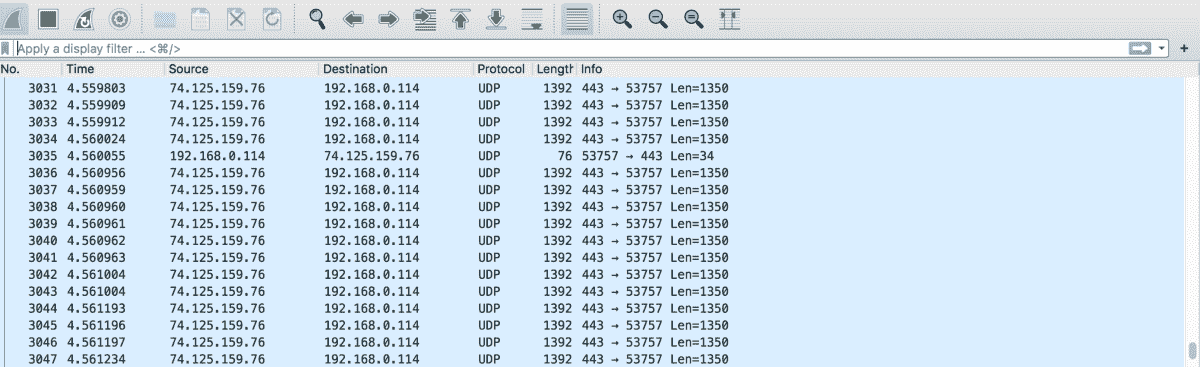 Apply a display filter ... <⌘/>
No. Time Source Destination Protocol Length Info
3031 4.559803 74.125.159.76 192.168.0.114 UDP 1392 443 → 53757 Len=1350
3032 4.559909 74.125.159.76 192.168.0.114 UDP 1392 443 → 53757 Len=1350
3033 4.559912 74.125.159.76 192.168.0.114 UDP 1392 443 → 53757 Len=1350
3034 4.560024 74.125.159.76 192.168.0.114 UDP 1392 443 → 53757 Len=1350
3035 4.560055 192.168.0.114 74.125.159.76 UDP 76 53757 → 443 Len=34
3036 4.560956 74.125.159.76 192.168.0.114 UDP 1392 443 → 53757 Len=1350
3037 4.560959 74.125.159.76 192.168.0.114 UDP 1392 443 → 53757 Len=1350
3038 4.560960 74.125.159.76 192.168.0.114 UDP 1392 443 → 53757 Len=1350
3039 4.560961 74.125.159.76 192.168.0.114 UDP 1392 443 → 53757 Len=1350
3040 4.560962 74.125.159.76 192.168.0.114 UDP 1392 443 → 53757 Len=1350
3041 4.560963 74.125.159.76 192.168.0.114 UDP 1392 443 → 53757 Len=1350
3042 4.561004 74.125.159.76 192.168.0.114 UDP 1392 443 → 53757 Len=1350
3043 4.561004 74.125.159.76 192.168.0.114 UDP 1392 443 → 53757 Len=1350
3044 4.561193 74.125.159.76 192.168.0.114 UDP 1392 443 → 53757 Len=1350
3045 4.561196 74.125.159.76 192.168.0.114 UDP 1392 443 → 53757 Len=1350
3046 4.561197 74.125.159.76 192.168.0.114 UDP 1392 443 → 53757 Len=1350
3047 4.561234 74.125.159.76 192.168.0.114 UDP 1392 443 → 53757 Len=1350